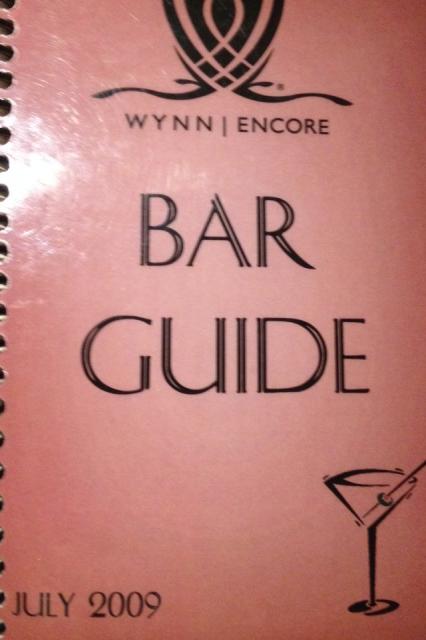 WYNN | ENCORE
BAR
GUIDE
JULY 2009